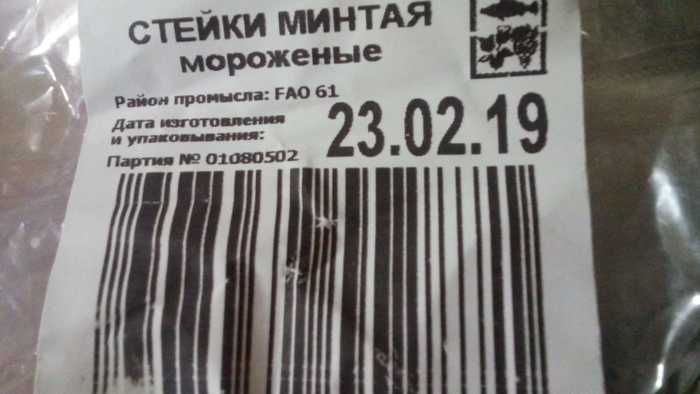 СТЕЙКИ МИНТАЯ
мороженые
Район промысла: FAO 61
Дата изготовления
и упаковывания:
23.02.19
Партия № 01080502